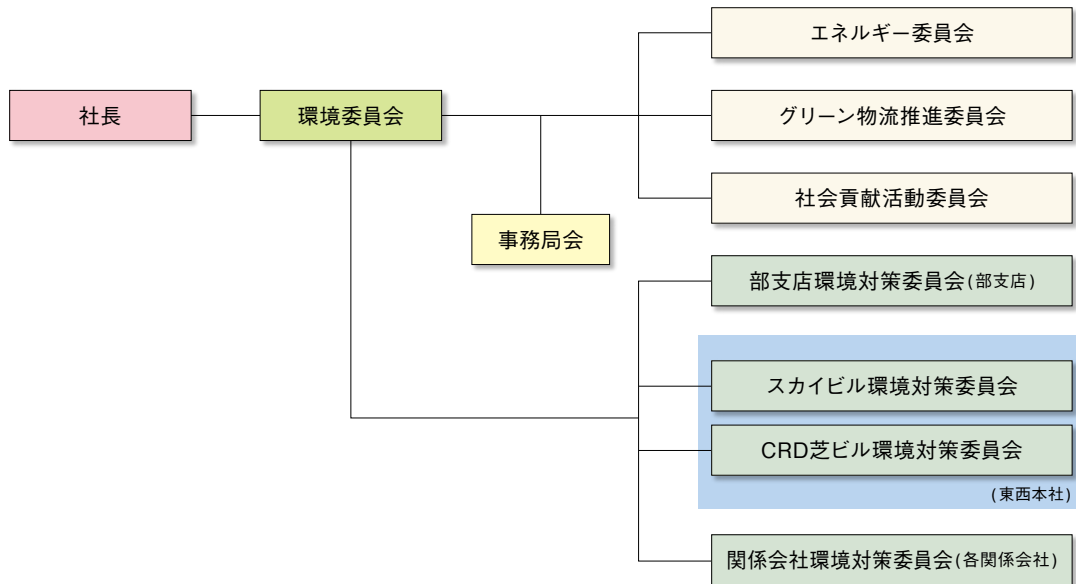 エネルギー委員会
社長
環境委員会
グリーン物流推進委員会
社会貢献活動委員会
事務局会
部支店環境対策委員会(部支店)
スカイビル環境対策委員会
CRD芝ビル環境対策委員会
(東西本社)
関係会社環境対策委員会(各関係会社)